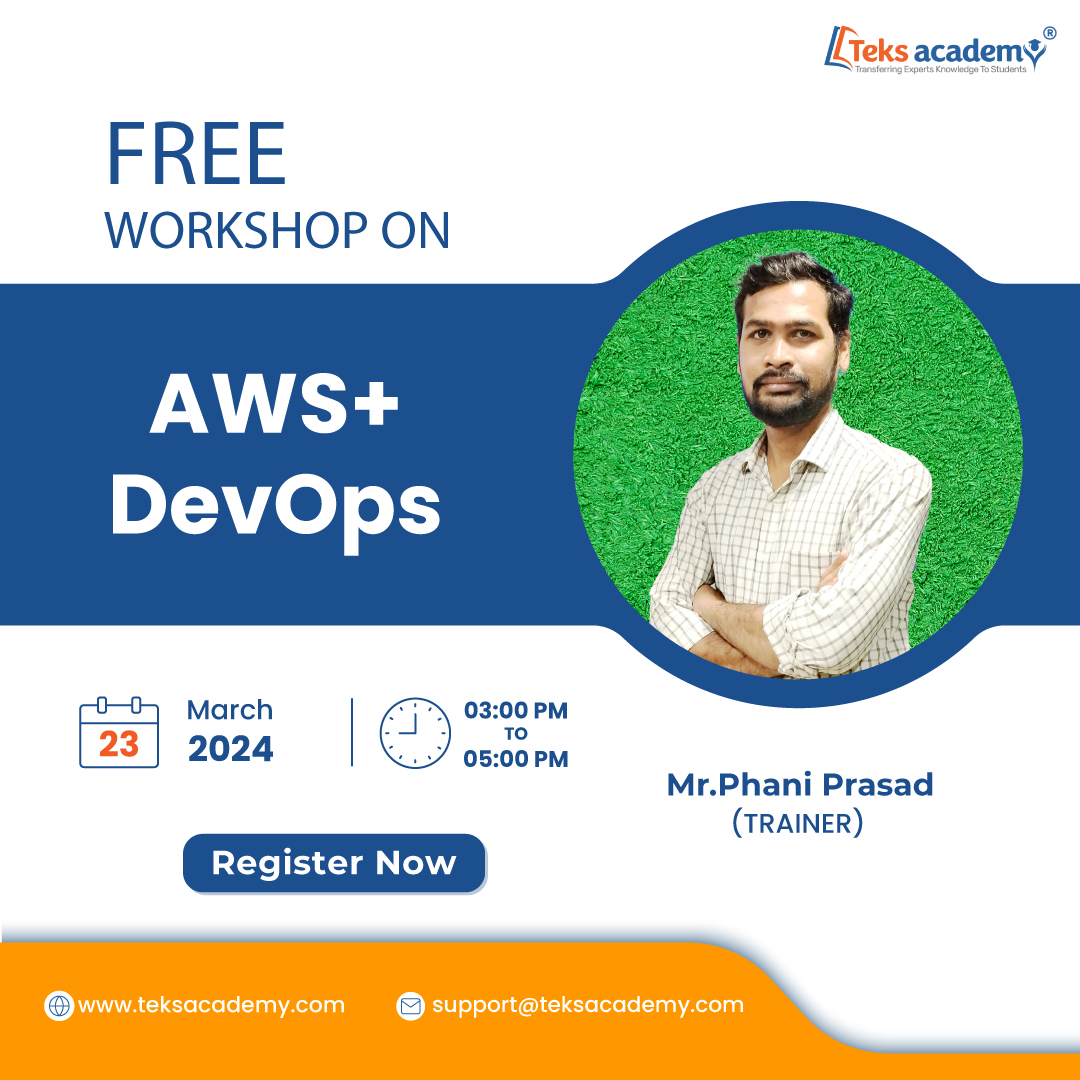 Teks academy®
Transferring Experts Knowledge To Students
FREE
WORKSHOP ON
AWS+
DevOps
23
March
2024
03:00 PM
TO
05:00 PM
Mr.Phani Prasad
(TRAINER)
Register Now
www.teksacademy.com
support@teksacademy.com